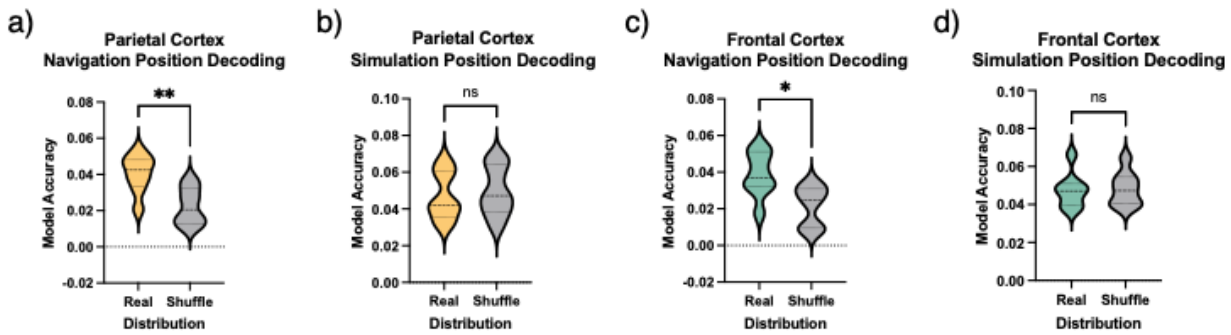 a)
Parietal Cortex
Navigation Position Decoding
**
0.08
0.06
0.04
0.02
0.00
-0.02
Model Accuracy
Real
Shuffle
Distribution
b)
Parietal Cortex
Simulation Position Decoding
ns
0.10
0.08
0.06
0.04
0.02
0.00
Model Accuracy
Real
Shuffle
Distribution
c)
Frontal Cortex
Navigation Position Decoding
*
0.08
0.06
0.04
0.02
0.00
-0.02
Model Accuracy
Real
Shuffle
Distribution
d)
Frontal Cortex
Simulation Position Decoding
ns
0.10
0.08
0.06
0.04
0.02
0.00
Model Accuracy
Real
Shuffle
Distribution